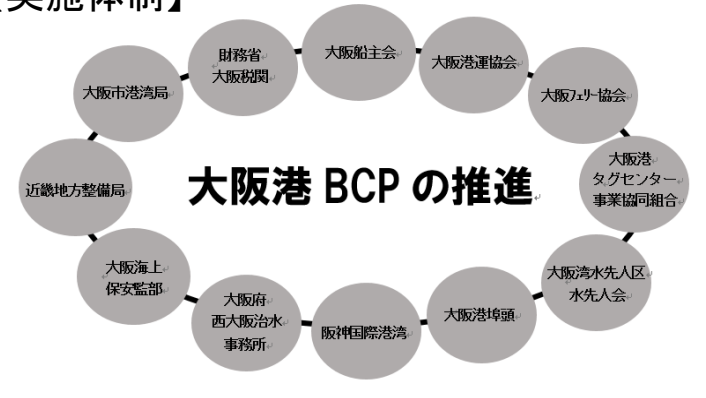 【実施体制】
財務省
大阪税関
大阪船主会
大阪港運協会
大阪ﾌｪﾘｰ協会
大阪港
タグセンター
事業協同組合
大阪湾水先人区
水先人会
大阪港埠頭
阪神国際港湾
大阪府
西大阪治水
事務所
大阪海上
保安監部
近畿地方整備局
大阪市港湾局
大阪港 BCP の推進